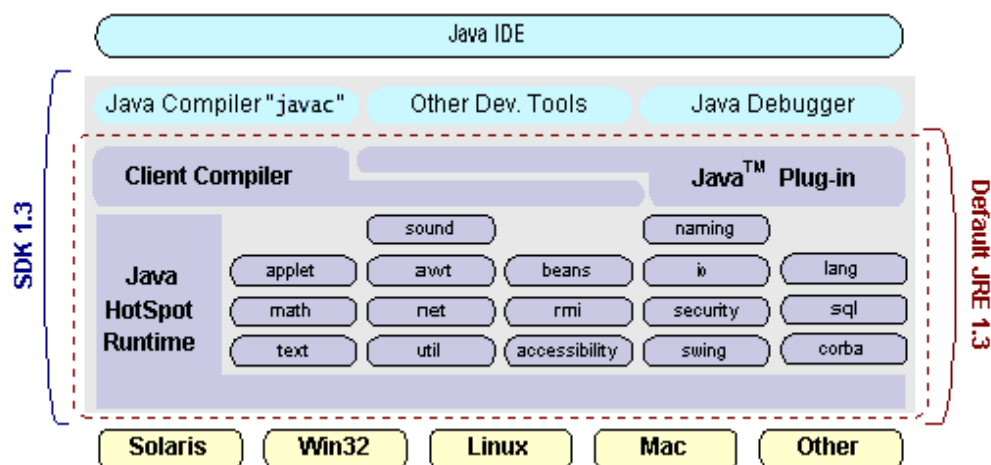 Java IDE
Java Compiler "javac"
Other Dev. Tools
Java Debugger
Client Compiler
Java™ Plug-in
SDK 1.3
Default JRE 1.3
Java
HotSpot
Runtime
sound
naming
applet
awt
beans
io
lang
math
net
rmi
security
sql
text
util
accessibility
swing
corba
Solaris
Win32
Linux
Mac
Other